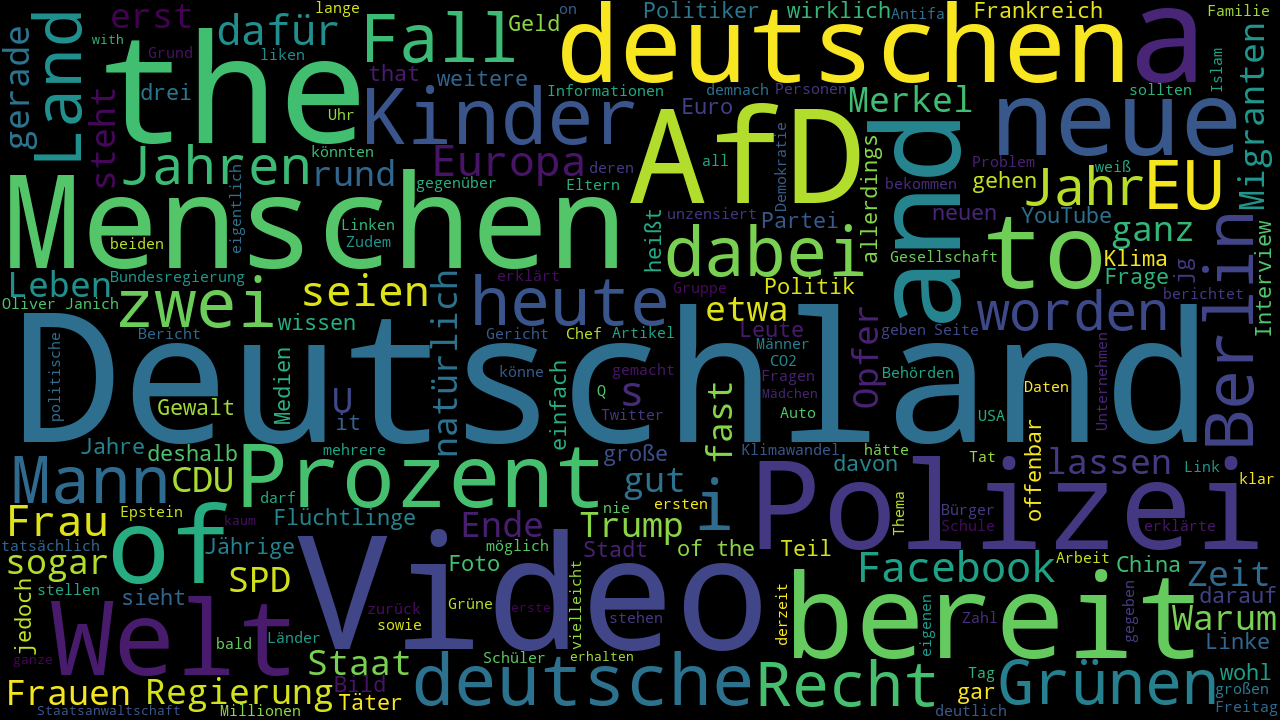 lange
on
Politiker
wirklich
Antifa
Frankreich
Familie
erst
dafür
Fall
Geld
deutschen
a
with
Grund
liken
the
that
weitere
Land
gerade
steht
drei
Uhr
Kinder
Informationen
demnach
Personen
Euro
Merkel
neue
sollten
Islam
Migranten
AfD
Demokratie
and
allerdings
Jahren
könnten
rund
Europa
deren
all
Problem
weiß
gehen
Jahr
EU
Menschen
eigentlich
gegenüber
Eltern
bekommen
beiden
Linken
Zudem
heißt
unzensiert
Partei
neuen
YouTube
ganz
dabei
Gesellschaft
to
Klima
Frage
jg
Berlin
Interview
Leben
Bundesregierung
erklärt
Gruppe
Politik
berichtet
Oliver Janich
zwei
seien
natürlich
heute
etwa
Opfer
worden
wissen
Bericht
Gericht
Chef
Artikel
Leute
geben
Seite
Deutschland
politische
Männer
CO2
könne
gemacht
Fragen
Behörden
Unternehmen
Gewalt
Medien
U
it
einfach
Q
s
Twitter
fast
Mädchen
Auto
Daten
USA
Jahre
deshalb
mehrere
große
Klimawandel
hätte
Mann
CDU
Prozent
gut
davon
Tat
lassen
Link
klar
offenbar
Polizei
darf
nie
ersten
i
Thema
Epstein
Frau
of
kaum
Flüchtlinge
Ende
Trump
Bürger
Schule
erklärte
tatsächlich
Jährige
möglich
Stadt
of the
Teil
sogar
Foto
Facebook
Arbeit
China
Zeit
SPD
Video
vielleicht
bereit
stellen
sieht
zurück
Grüne
erste
derzeit
eigenen
gegeben
darauf
jedoch
Welt
sowie
stehen
Zahl
Warum
bald
Länder
Linke
ganze
Staat
Schüler
erhalten
deutsche
Recht
Tag
Grünen
wohl
Frauen
Regierung
Bild
Täter
gar
großen
Staatsanwaltschaft
Millionen
deutlich
Freitag